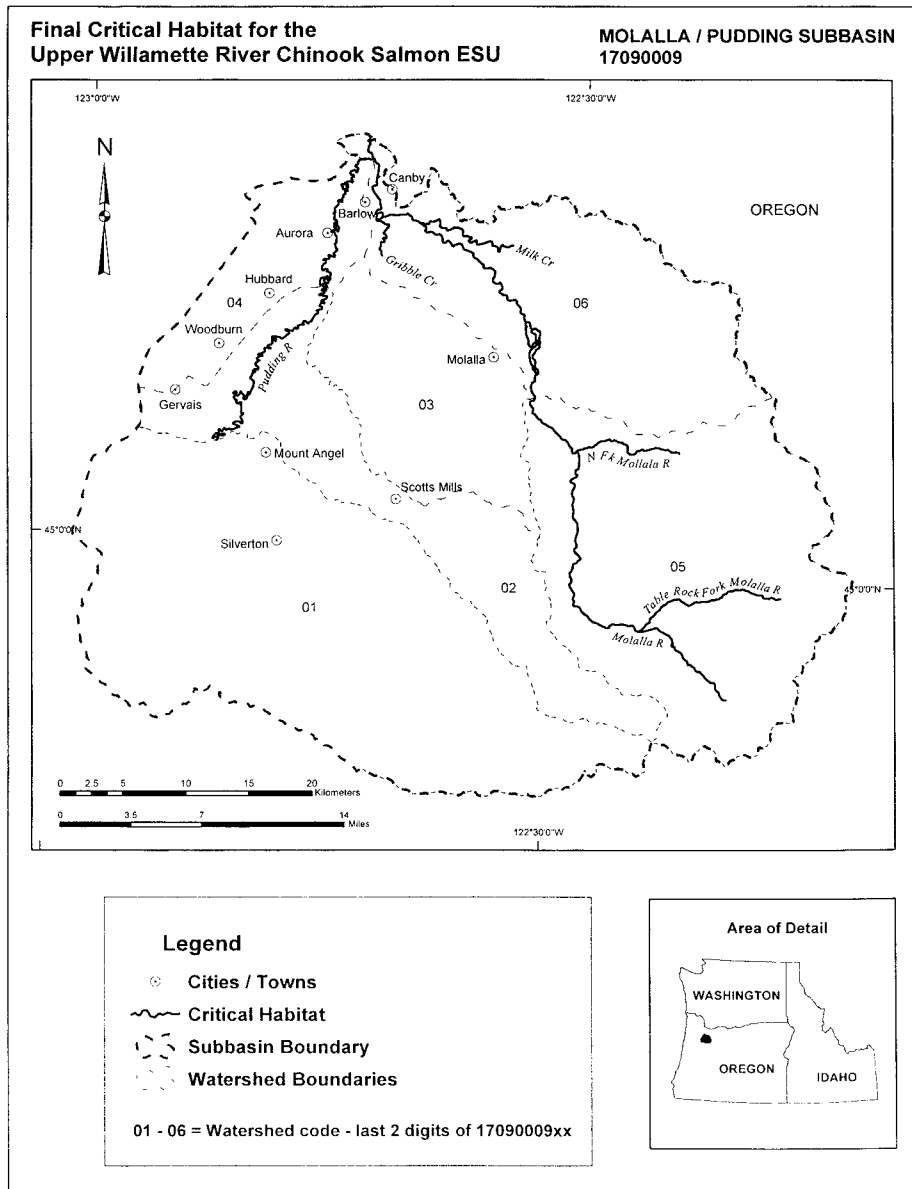 Final Critical Habitat for the
Upper Willamette River Chinook Salmon ESU
MOLALLA / PUDDING SUBBASIN
17090009
123°0'0"W
122°30'0"W
N
OREGON
Canby
Barlow
Aurora
Milk Cr
Gribble Cr
Hubbard
04
06
Woodburn
Pudding R
Molalla
Gervais
03
Mount Angel
N Fk Mollala R
Scotts Mills
45°0'0"N
Silverton
05
45°0'0"N
02
01
Table Rock Fork Molalla R
Molalla R
0 2.5 5 10 15 20
Kilometers
0 3.5 7 14
Miles
122°30'0"W
Legend
Cities / Towns
Critical Habitat
Subbasin Boundary
Watershed Boundaries
01 - 06 = Watershed code - last 2 digits of 17090009xx
Area of Detail
WASHINGTON
OREGON
IDAHO